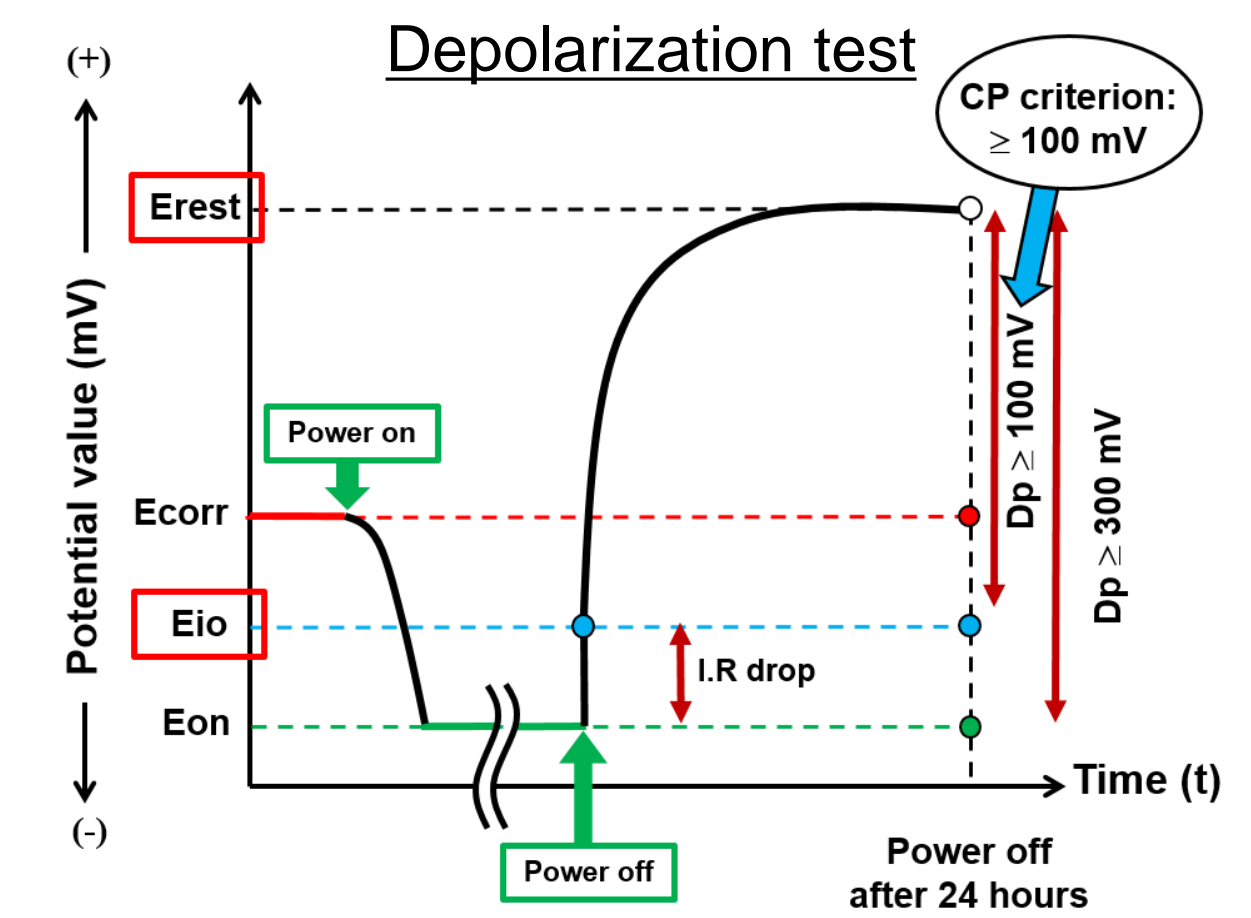 Depolarization test
(+)
CP criterion:
≥ 100 mV
Erest
Potential value (mV)
Power on
Dp ≥ 100 mV
Dp ≥ 300 mV
Ecorr
Eio
I.R drop
Eon
Time (t)
(-)
Power off
Power off
after 24 hours